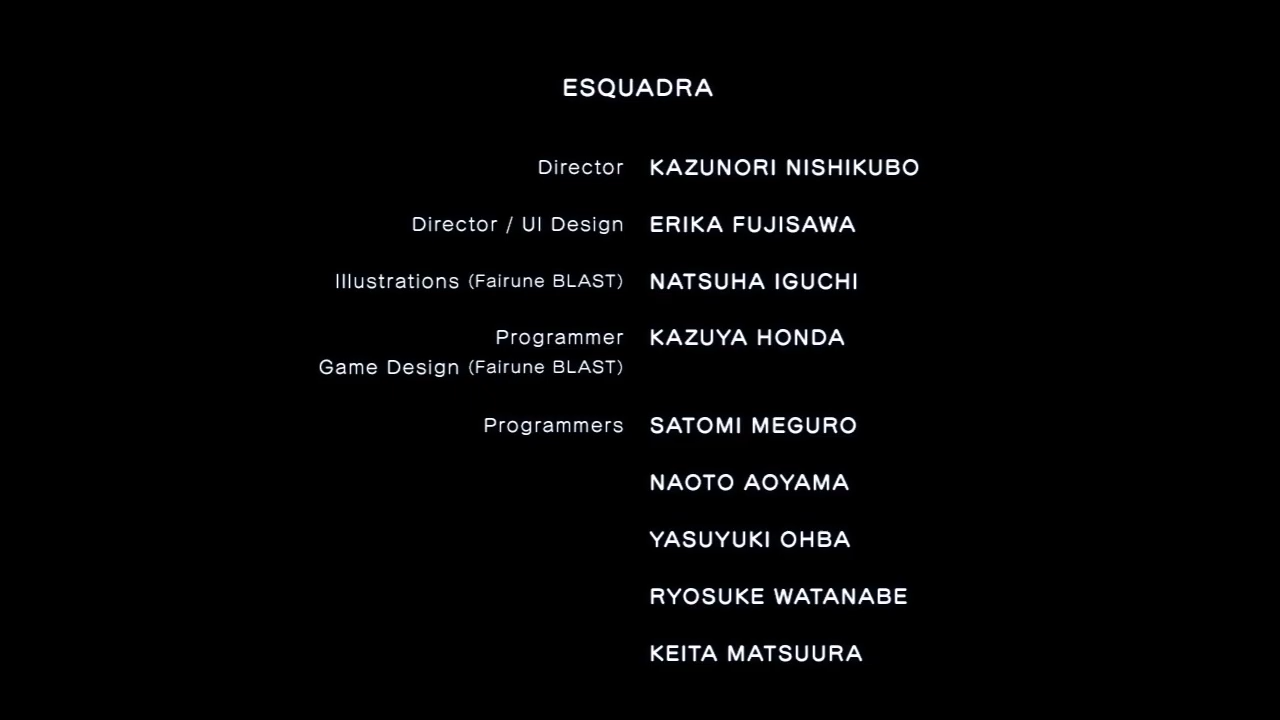 ESQUADRA
Director KAZUNORI NISHIKUBO
Director / UI Design ERIKA FUJISAWA
Illustrations (Fairune BLAST) NATSUHA IGUCHI
Programmer KAZUYA HONDA
Game Design (Fairune BLAST)
Programmers SATOMI MEGURO
NAOTO AOYAMA
YASUYUKI OHBA
RYOSUKE WATANABE
KEITA MATSUURA